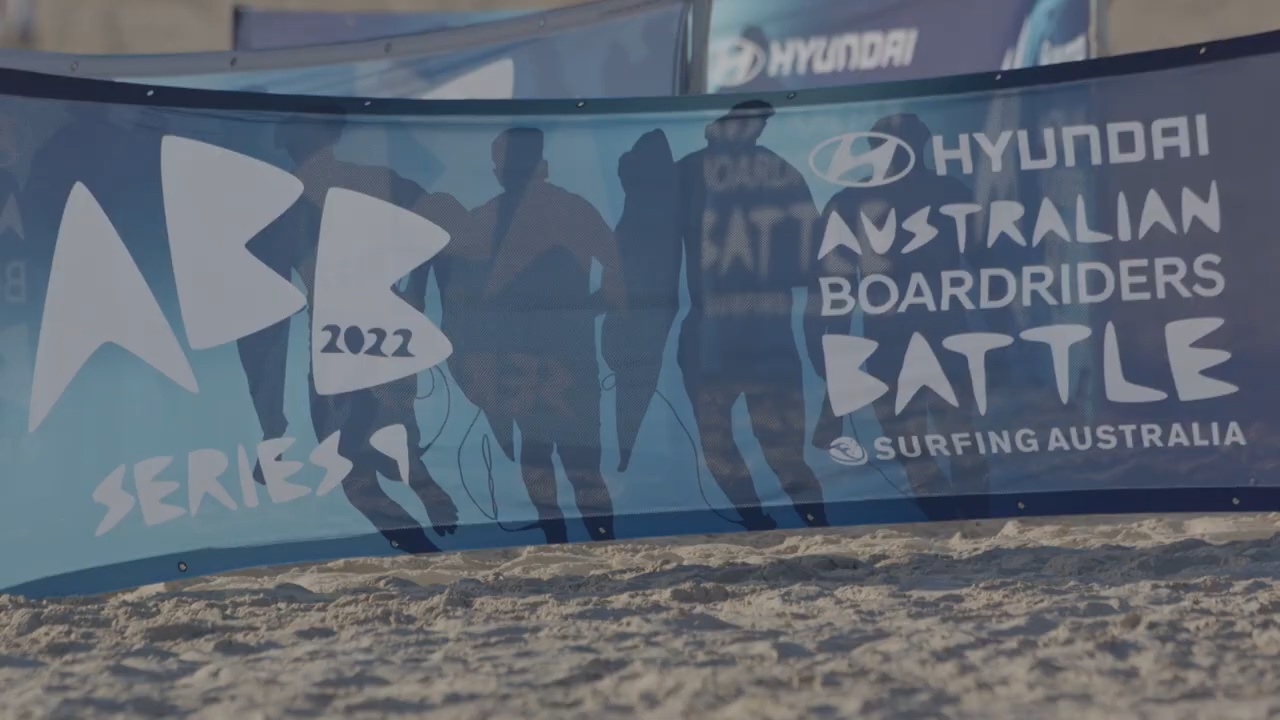 HYUNDAI
ABB
2022
SERIES
HYUNDAI
AUSTRALIAN
BOARDRIDERS
BATTLE
SURFING AUSTRALIA